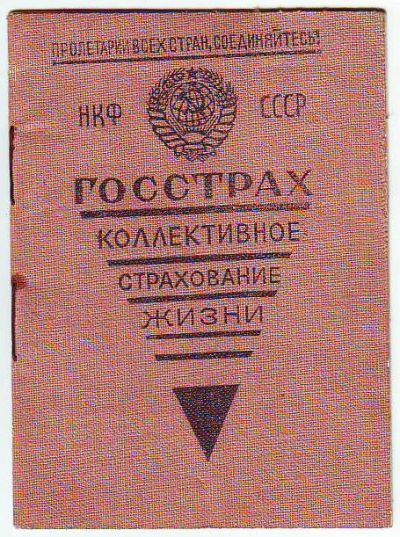 ПРОЛЕТАРИИ ВСЕХ СТРАН, СОЕДИНЯЙТЕСЬ!
НКФ СССР
ГОССТРАХ
КОЛЛЕКТИВНОЕ
СТРАХОВАНИЕ
ЖИЗНИ